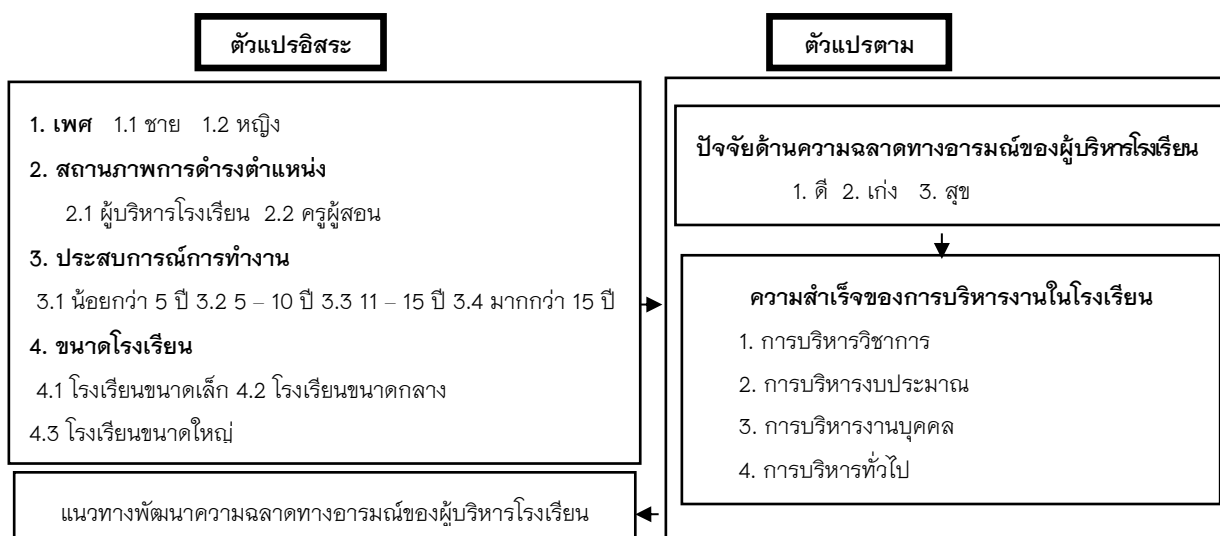 ตัวแปรอิสระ
1. เพศ 1.1 ชาย 1.2 หญิง
2. สถานภาพการดำรงตำแหน่ง
2.1 ผู้บริหารโรงเรียน 2.2 ครูผู้สอน
3. ประสบการณ์การทำงาน
3.1 น้อยกว่า 5 ปี 3.2 5 – 10 ปี 3.3 11 – 15 ปี 3.4 มากกว่า 15 ปี
4. ขนาดโรงเรียน
4.1 โรงเรียนขนาดเล็ก 4.2 โรงเรียนขนาดกลาง
4.3 โรงเรียนขนาดใหญ่
ตัวแปรตาม
ปัจจัยด้านความฉลาดทางอารมณ์ของผู้บริหารโรงเรียน
1. ดี 2. เก่ง 3. สุข
ความสำเร็จของการบริหารงานในโรงเรียน
1. การบริหารวิชาการ
2. การบริหารงบประมาณ
3. การบริหารงานบุคคล
4. การบริหารทั่วไป
แนวทางพัฒนาความฉลาดทางอารมณ์ของผู้บริหารโรงเรียน